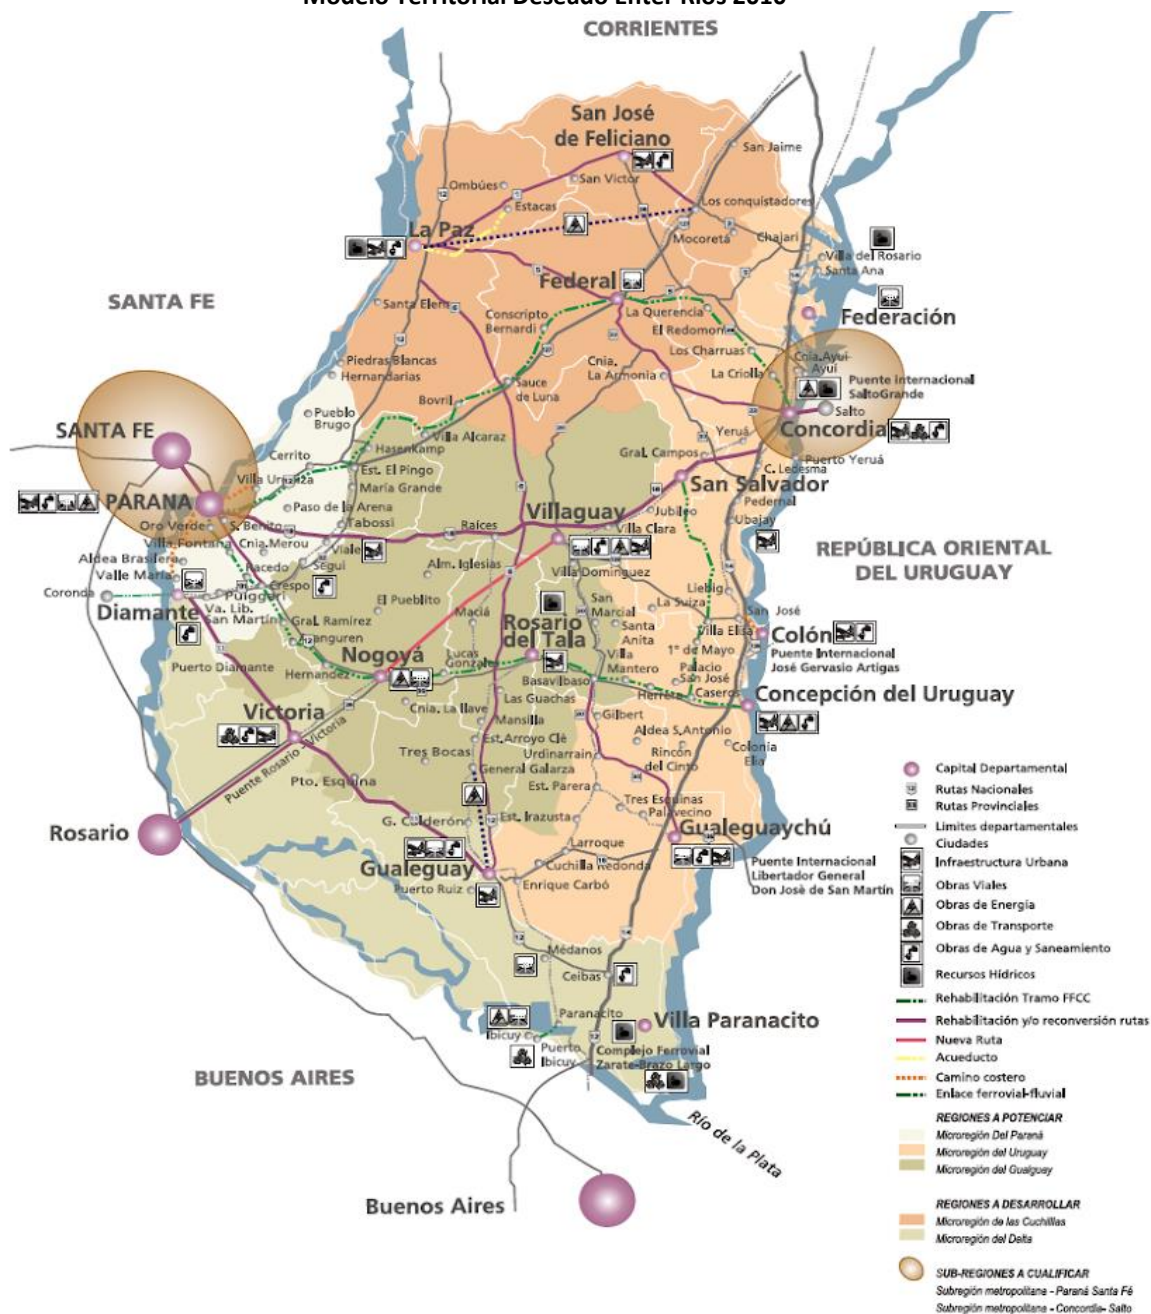 Modelo Territorial Deseado Enter Ríos 2016
CORRIENTES
San José
de Feliciano
San Jaime
Ombúes
San Victor
Estacas
Los conquistadores
La Paz
Mocoretá
Chajari
Villa del Rosario
Santa Ana
SANTA FE
Federal
Santa Elena
La Querencia
Federación
Conscripto
Bernardi
El Redomon
Los Charruas
Cnia.Ayui
Ayuí
Piedras Blancas
Hernandarias
Cnia.
La Armonia
La Criolla
Puente Internacional
SaltoGrande
Sauce
de Luna
Bovril
Salto
Pueblo
Brugo
Concordia
SANTA FE
Villa Alcaraz
Yeruá
Hasenkamp
Cerrito
Gral. Campos
Puerto Yeruá
Est. El Pingo
C. Ledesma
Villa Urquiza
María Grande
San Salvador
PARANA
Pedernal
Paso de la Arena
Villaguay
Jubileo
Oro Verde
S. Benito
Tabossi
Raíces
Villa Clara
Ubajay
Villa Fontana
Cnia.Merou
Viale
REPÚBLICA ORIENTAL
DEL URUGUAY
Aldea Brasilera
Racedo
Seguí
Alm. Iglesias
Villa Dominguez
Valle María
Crespo
Liebig
Coronda
Puiggari
El Pueblito
San
Marcial
La Suiza
San José
Diamante
Va. Lib.
San Martín
Maciá
Rosario
del Tala
Santa
Anita
Villa Elisa
Colón
Gral. Ramírez
Aranguren
1° de Mayo
Puente Internacional
José Gervasio Artigas
Puerto Diamante
Nogoyá
Lucas
Gonzalez
Villa
Mantero
Palacio
San José
Hernandez
Basavilbaso
Herrera
Caseros
Concepción del Uruguay
Las Guachas
Victoria
Cnia. La llave
Mansilla
Gilbert
Puente Rosario - Victoria
Est.Arroyo Clé
Aldea S.Antonio
Tres Bocas
Urdinarrain
Rincón
del Cinto
Colonia
Elia
General Galarza
Pto. Esquina
Est. Parera
Capital Departamental
Rutas Nacionales
Rutas Provinciales
Tres Esquinas
Palavecino
Rosario
G. Calderón
Est. Irazusta
Gualeguaychú
Limites departamentales
Ciudades
Larroque
Infraestructura Urbana
Gualeguay
Cuchilla Redonda
Puente Internacional
Libertador General
Don Josè de San Martín
Obras Viales
Puerto Ruiz
Enrique Carbó
Obras de Energía
Obras de Transporte
Médanos
Obras de Agua y Saneamiento
Ceibas
Recursos Hídricos
Rehabilitación Tramo FFCC
Paranacito
Villa Paranacito
Rehabilitación y/o reconversión rutas
Ibicuy
Puerto
Ibicuy
Complejo Ferrovial
Zarate-Brazo Largo
Nueva Ruta
Acueducto
BUENOS AIRES
Camino costero
Enlace ferrovial-fluvial
Río de la Plata
REGIONES A POTENCIAR
Microregión Del Paraná
Microregión del Uruguay
Microregión del Gualguay
Buenos Aires
REGIONES A DESARROLLAR
Microregión de las Cuchilllas
Microregión del Delta
SUB-REGIONES A CUALIFICAR
Subregión metropolitana - Paraná Santa Fé
Subregión metropolitana - Concordia- Salto